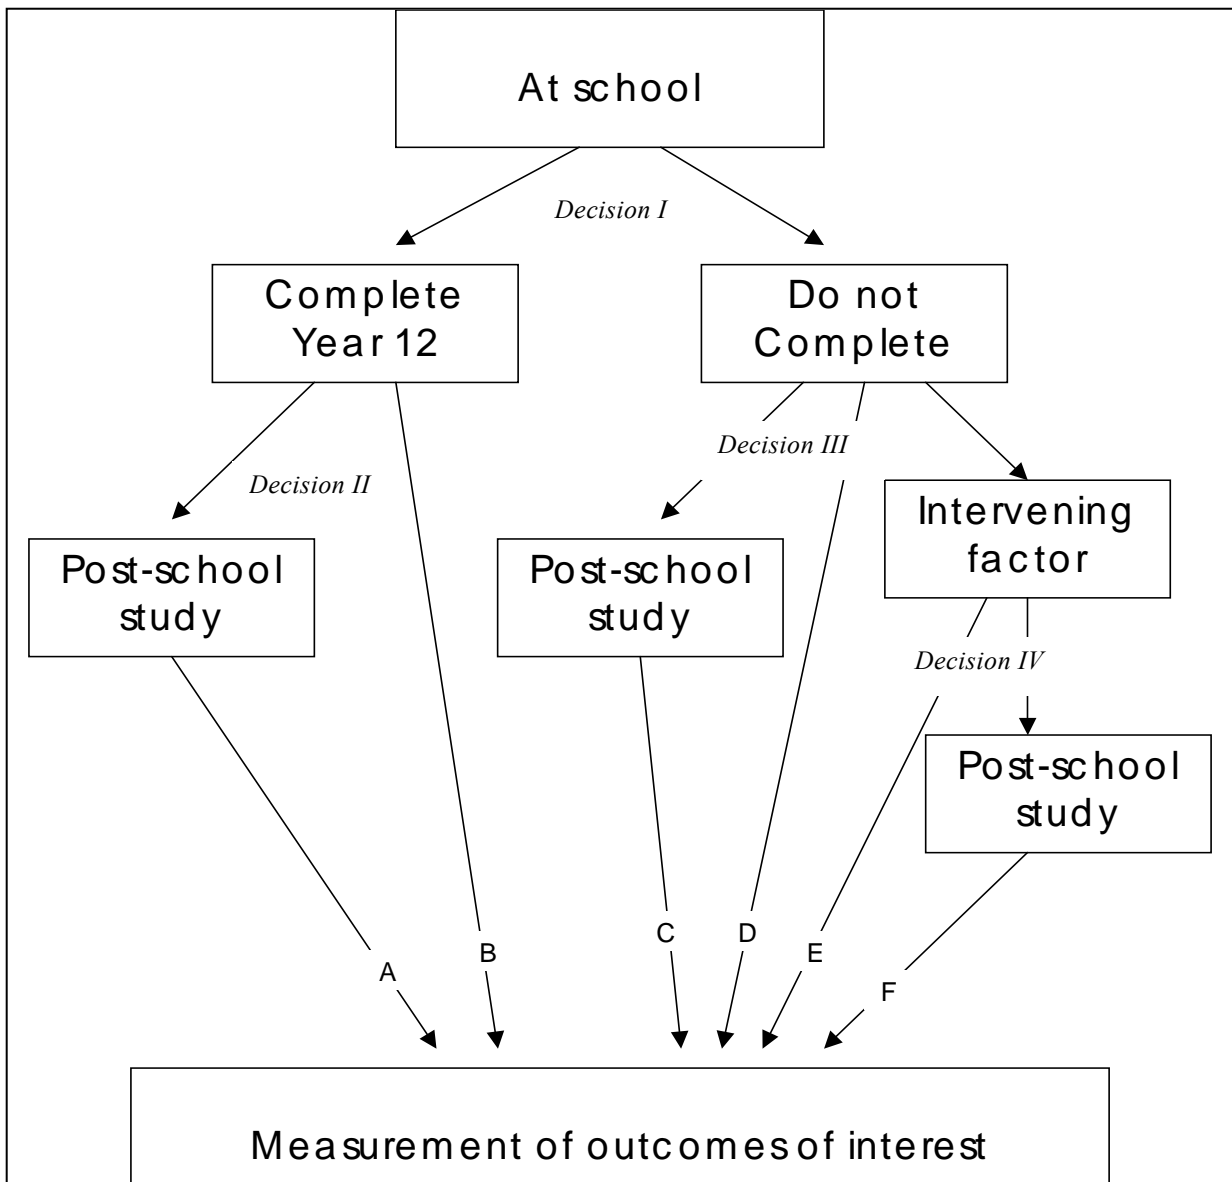 At school
Decision I
Complete
Year 12
Do not
Complete
Decision II
Decision III
Post-school
study
Post-school
study
Intervening
factor
Decision IV
Post-school
study
A
B
C
D
E
F
Measurement of outcomes of interest